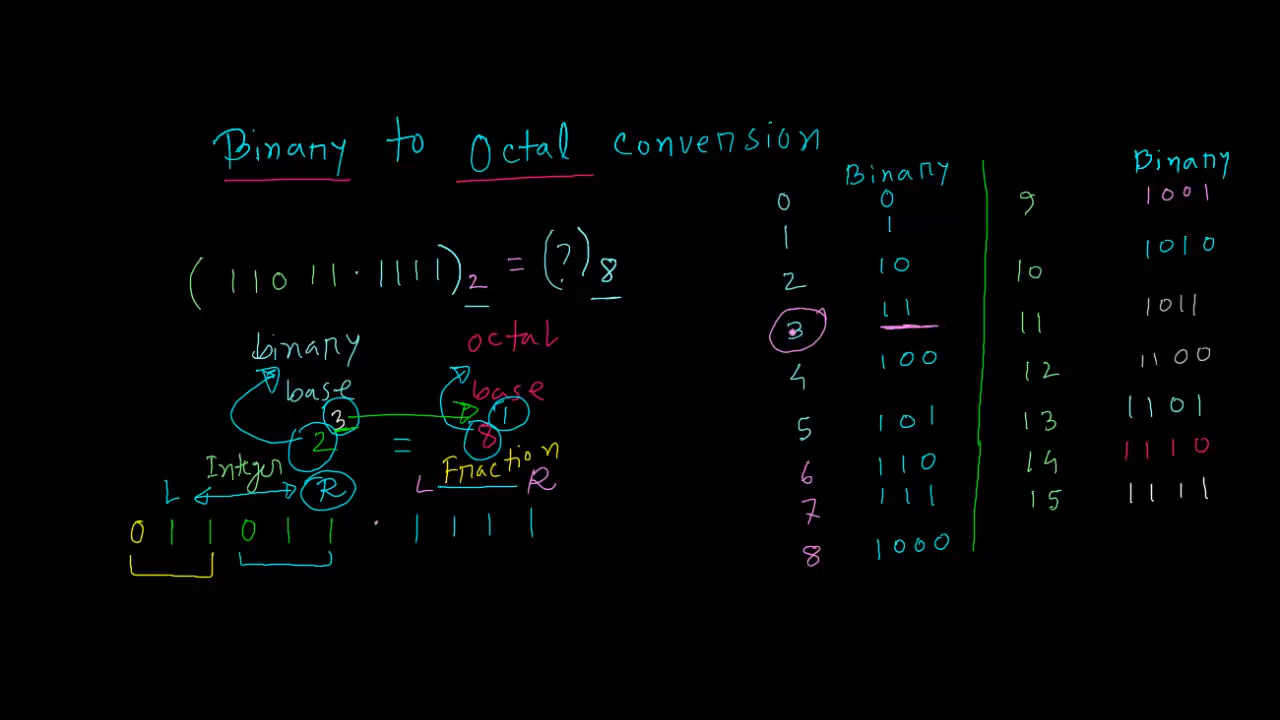 Binary to Octal conversion
(11011.1111)2 = (?)8
binary octal
base base
3 1
2 = 8
Integer Fraction
L R L R
011011 . 1111
Binary Binary
0 0 9 1001
1 1 10 1010
2 10 11 1011
3 11 12 1100
4 100 13 1101
5 101 14 1110
6 110 15 1111
7 111
8 1000